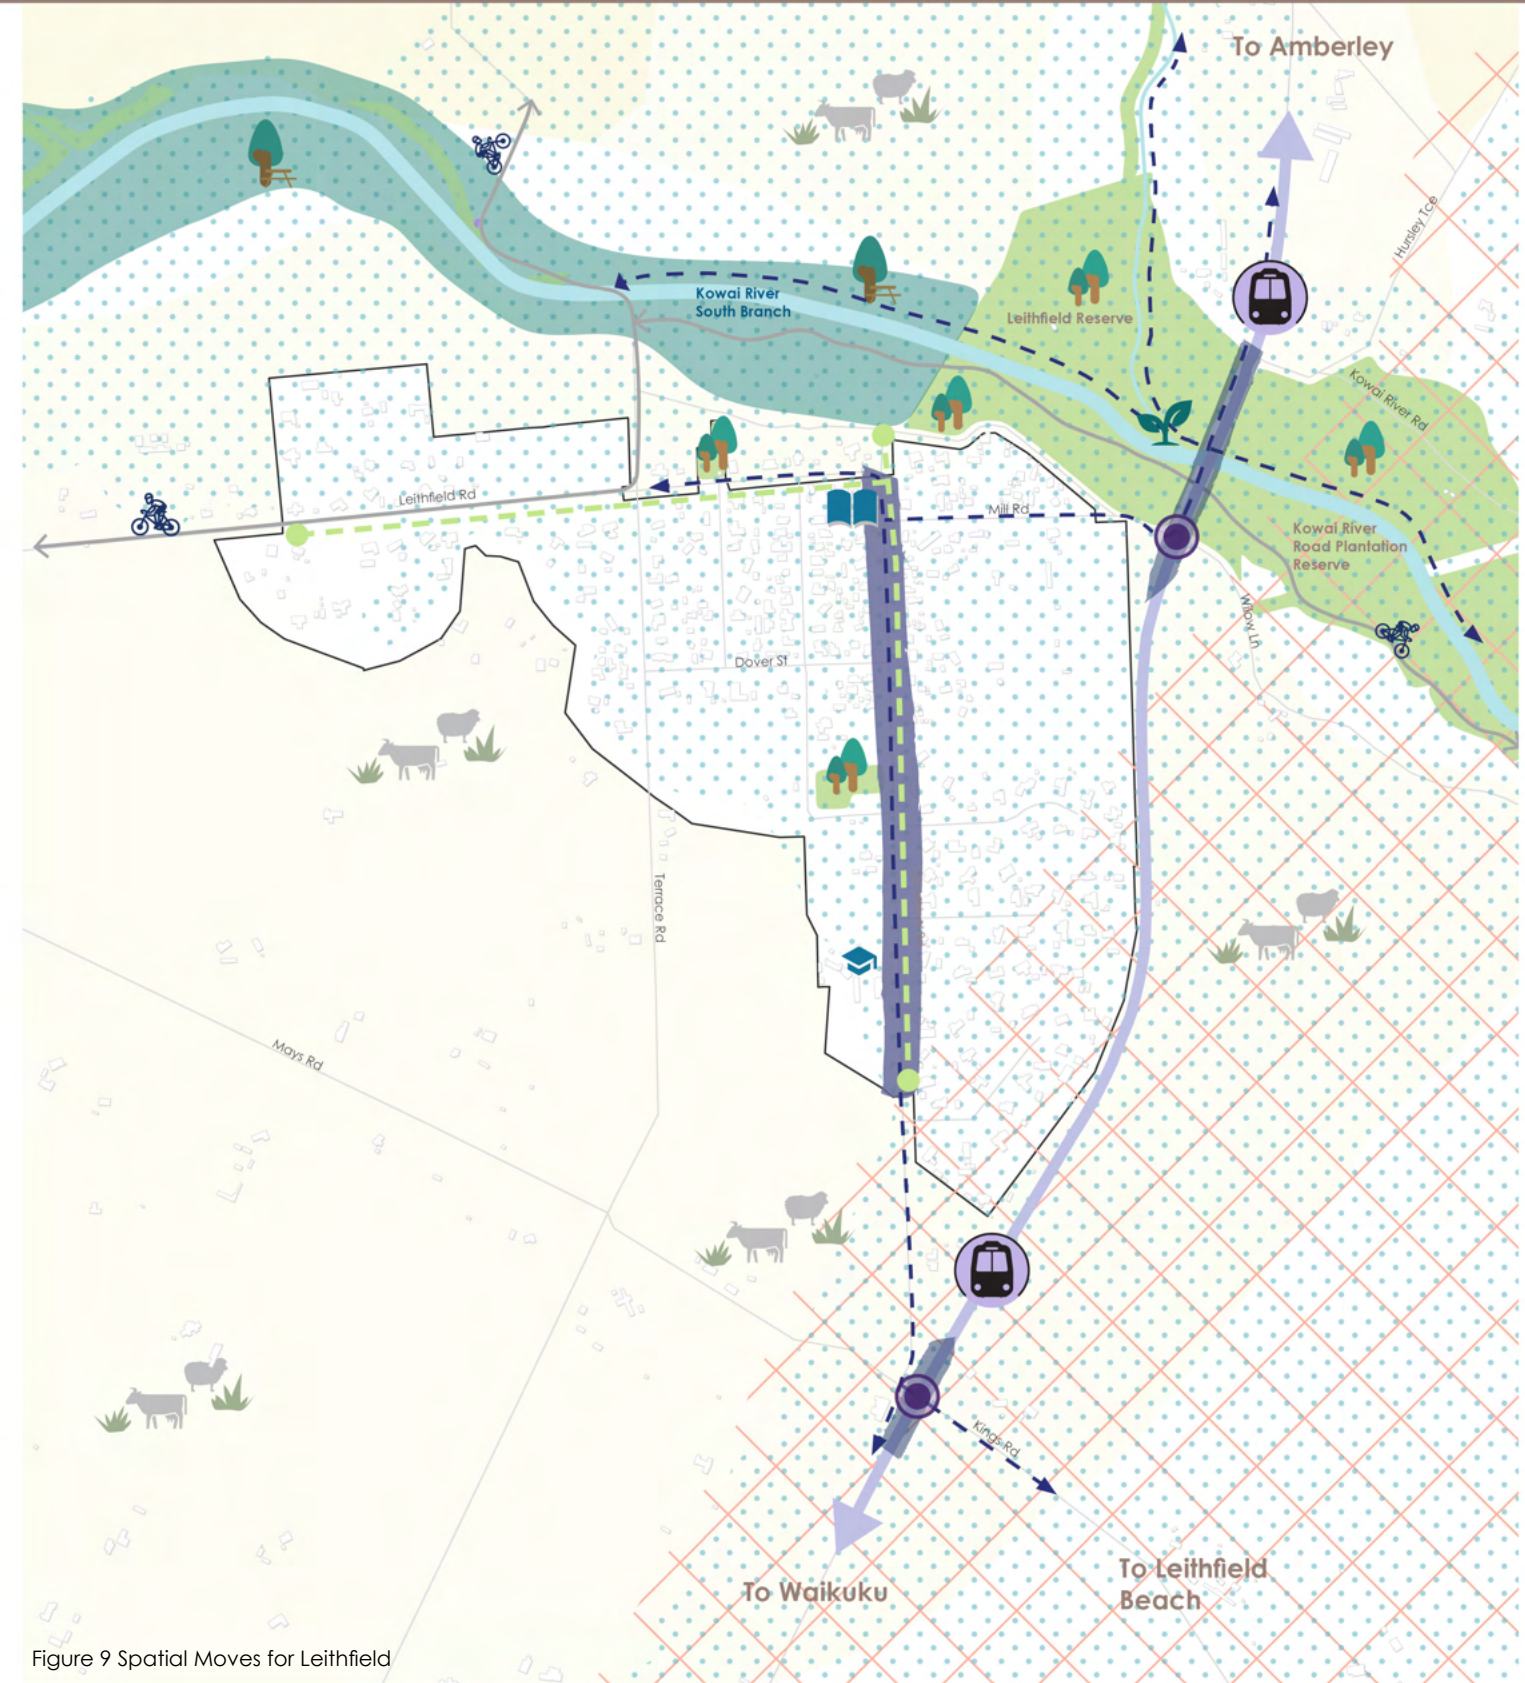 To Amberley
Hursley Tce
Kowai River
South Branch
Leithfield Reserve
Kowai River Rd
Leithfield Rd
Mill Rd
Kowai River
Road Plantation
Reserve
Willow Ln
Dover St
Terrace Rd
Mays Rd
Kings Rd
To Leithfield
Beach
To Waikuku
Figure 9 Spatial Moves for Leithfield